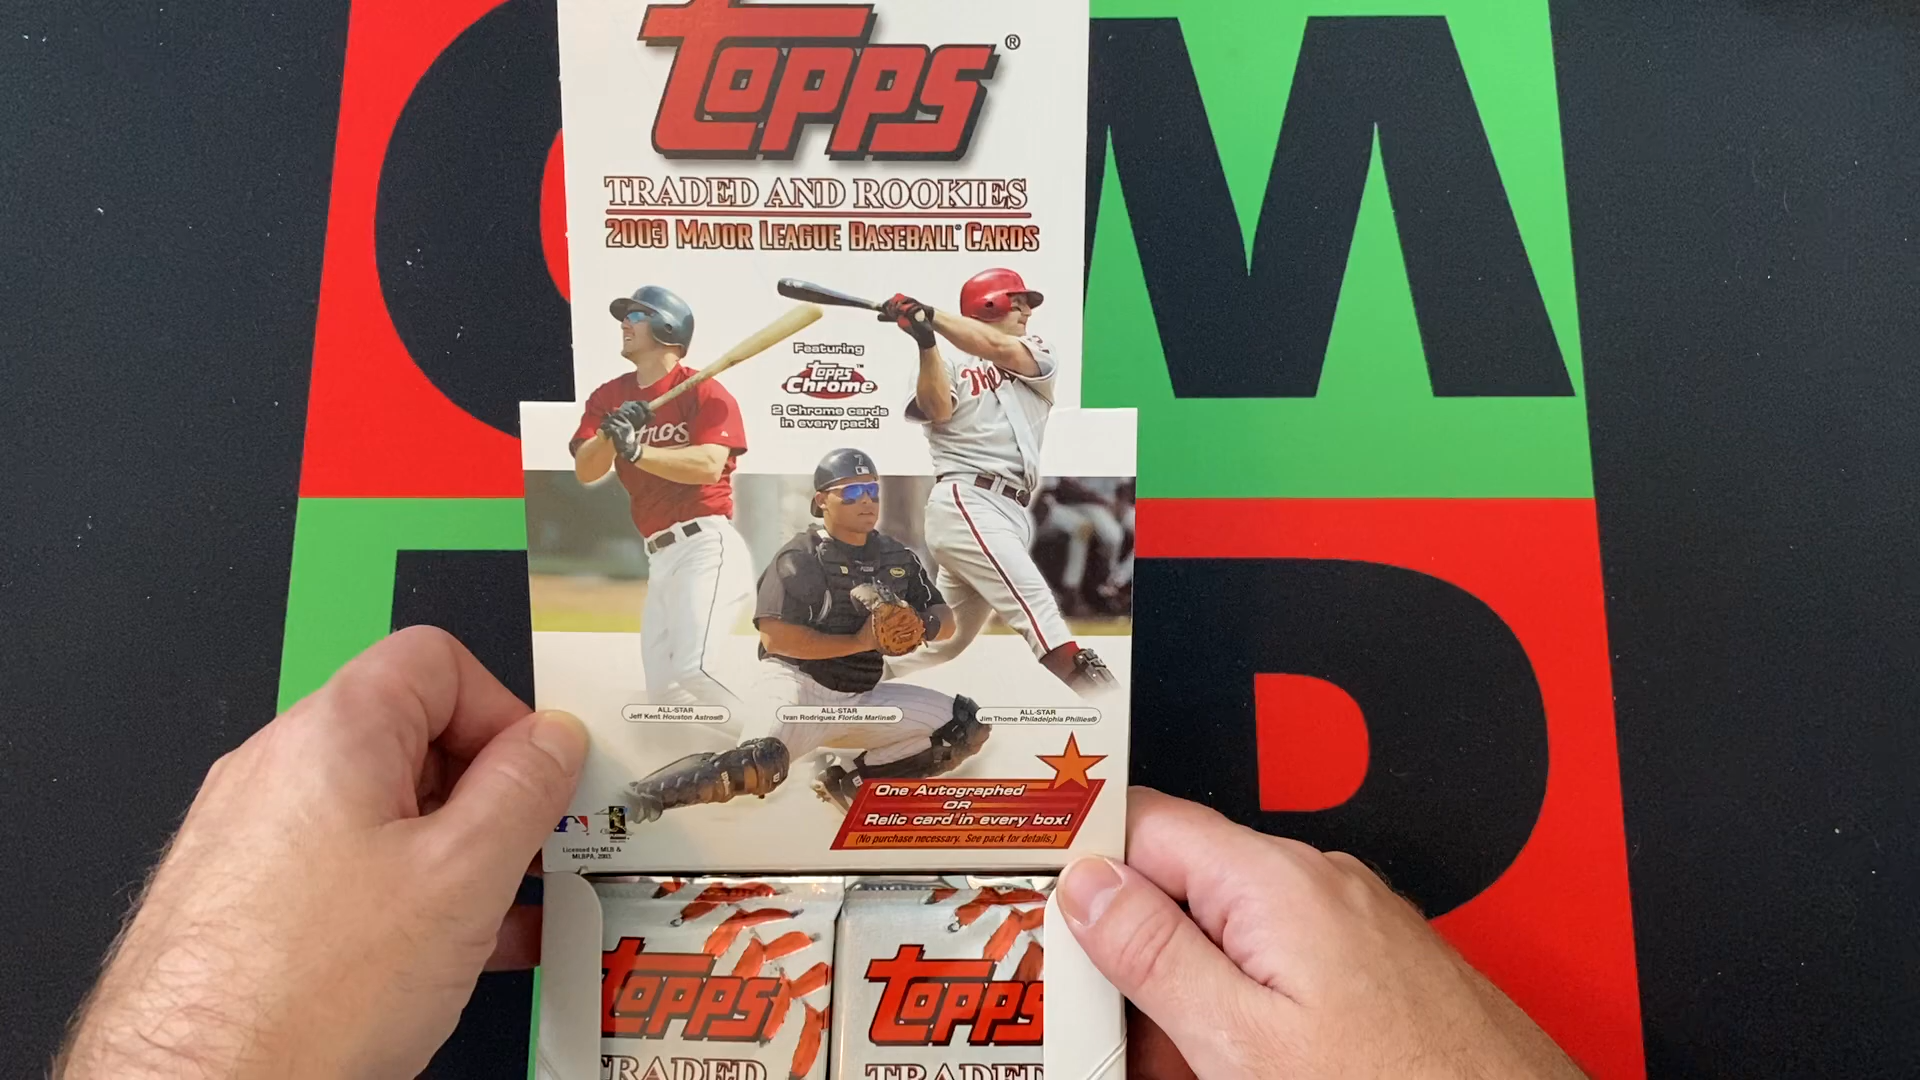 Topps®
TRADED AND ROOKIES
2003 MAJOR LEAGUE BASEBALL® CARDS
Featuring
Topps™
Chrome
2 Chrome cards
in every pack!
7
ALL-STAR
Jeff Kent Houston Astros®
ALL-STAR
Ivan Rodriguez Florida Marlins®
ALL-STAR
Jim Thome Philadelphia Phillies®
One Autographed
OR
Relic card in every box!
(No purchase necessary. See pack for details.)
Licensed by MLB &
MLBPA, 2003
Topps
TRADED
Topps
TRADED